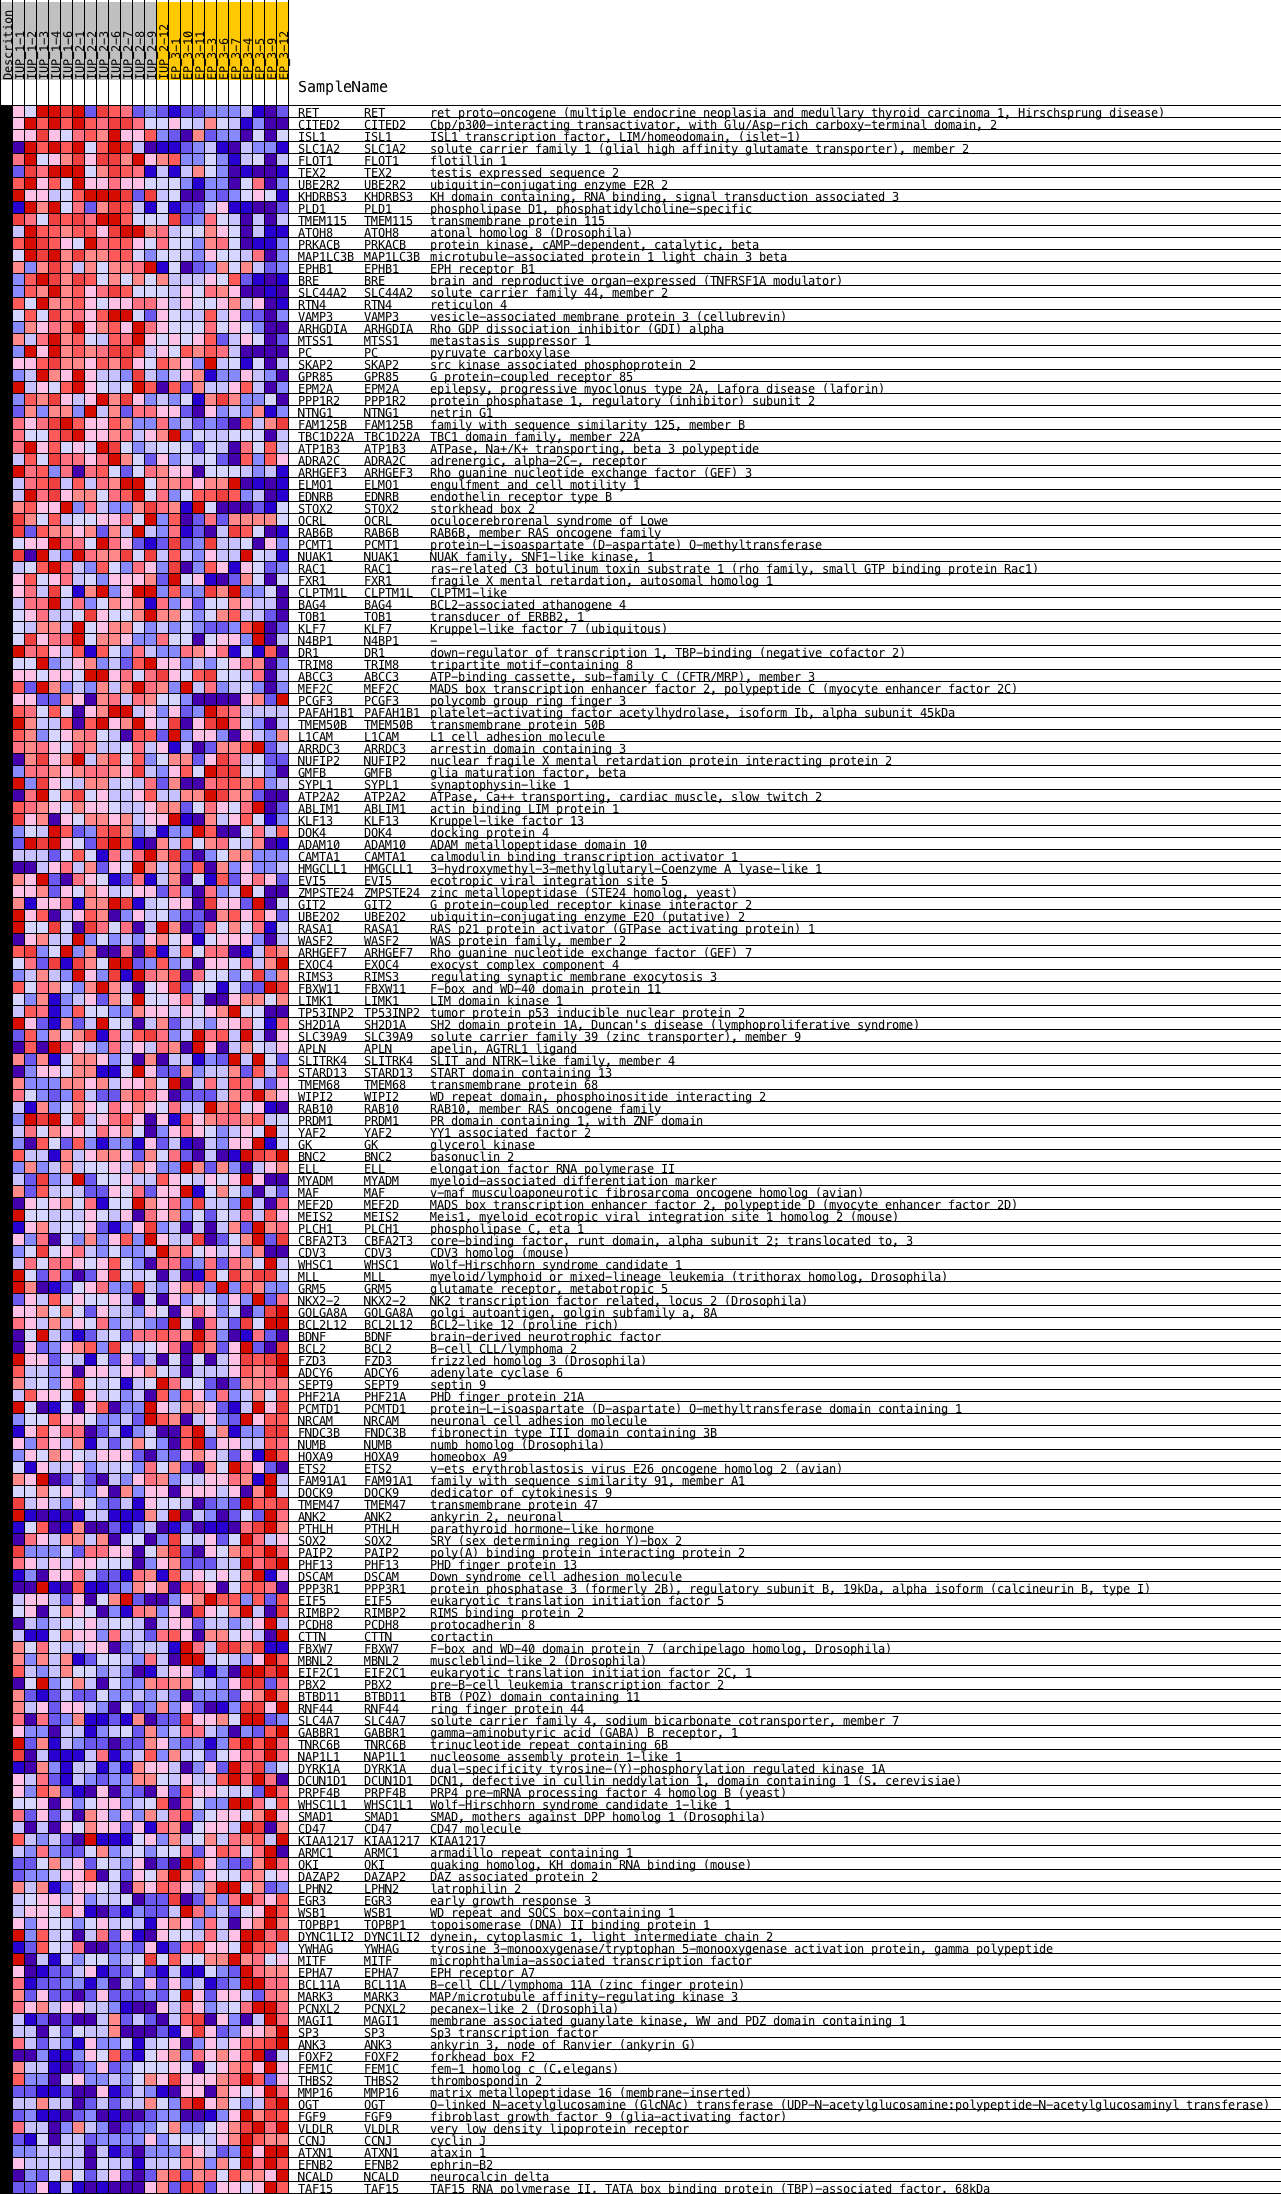 Descrition
IUP_1-1
IUP_1-2
IUP_1-3
IUP_1-4
IUP_1-6
IUP_2-1
IUP_2-2
IUP_2-3
IUP_2-6
IUP_2-7
IUP_2-8
IUP_2-9
IUP_2-12
EP_3-1
EP_3-10
EP_3-11
EP_3-3
EP_3-6
EP_3-7
EP_3-4
EP_3-5
EP_3-9
EP_3-12
SampleName
RET RET ret proto-oncogene (multiple endocrine neoplasia and medullary thyroid carcinoma 1, Hirschsprung disease)
CITED2 CITED2 Cbp/p300-interacting transactivator, with Glu/Asp-rich carboxy-terminal domain, 2
ISL1 ISL1 ISL1 transcription factor, LIM/homeodomain, (islet-1)
SLC1A2 SLC1A2 solute carrier family 1 (glial high affinity glutamate transporter), member 2
FLOT1 FLOT1 flotillin 1
TEX2 TEX2 testis expressed sequence 2
UBE2R2 UBE2R2 ubiquitin-conjugating enzyme E2R 2
KHDRBS3 KHDRBS3 KH domain containing, RNA binding, signal transduction associated 3
PLD1 PLD1 phospholipase D1, phosphatidylcholine-specific
TMEM115 TMEM115 transmembrane protein 115
ATOH8 ATOH8 atonal homolog 8 (Drosophila)
PRKACB PRKACB protein kinase, cAMP-dependent, catalytic, beta
MAP1LC3B MAP1LC3B microtubule-associated protein 1 light chain 3 beta
EPHB1 EPHB1 EPH receptor B1
BRE BRE brain and reproductive organ-expressed (TNFRSF1A modulator)
SLC44A2 SLC44A2 solute carrier family 44, member 2
RTN4 RTN4 reticulon 4
VAMP3 VAMP3 vesicle-associated membrane protein 3 (cellubrevin)
ARHGDIA ARHGDIA Rho GDP dissociation inhibitor (GDI) alpha
MTSS1 MTSS1 metastasis suppressor 1
PC PC pyruvate carboxylase
SKAP2 SKAP2 src kinase associated phosphoprotein 2
GPR85 GPR85 G protein-coupled receptor 85
EPM2A EPM2A epilepsy, progressive myoclonus type 2A, Lafora disease (laforin)
PPP1R2 PPP1R2 protein phosphatase 1, regulatory (inhibitor) subunit 2
NTNG1 NTNG1 netrin G1
FAM125B FAM125B family with sequence similarity 125, member B
TBC1D22A TBC1D22A TBC1 domain family, member 22A
ATP1B3 ATP1B3 ATPase, Na+/K+ transporting, beta 3 polypeptide
ADRA2C ADRA2C adrenergic, alpha-2C-, receptor
ARHGEF3 ARHGEF3 Rho guanine nucleotide exchange factor (GEF) 3
ELMO1 ELMO1 engulfment and cell motility 1
EDNRB EDNRB endothelin receptor type B
STOX2 STOX2 storkhead box 2
OCRL OCRL oculocerebrorenal syndrome of Lowe
RAB6B RAB6B RAB6B, member RAS oncogene family
PCMT1 PCMT1 protein-L-isoaspartate (D-aspartate) O-methyltransferase
NUAK1 NUAK1 NUAK family, SNF1-like kinase, 1
RAC1 RAC1 ras-related C3 botulinum toxin substrate 1 (rho family, small GTP binding protein Rac1)
FXR1 FXR1 fragile X mental retardation, autosomal homolog 1
CLPTM1L CLPTM1L CLPTM1-like
BAG4 BAG4 BCL2-associated athanogene 4
TOB1 TOB1 transducer of ERBB2, 1
KLF7 KLF7 Kruppel-like factor 7 (ubiquitous)
N4BP1 N4BP1 -
DR1 DR1 down-regulator of transcription 1, TBP-binding (negative cofactor 2)
TRIM8 TRIM8 tripartite motif-containing 8
ABCC3 ABCC3 ATP-binding cassette, sub-family C (CFTR/MRP), member 3
MEF2C MEF2C MADS box transcription enhancer factor 2, polypeptide C (myocyte enhancer factor 2C)
PCGF3 PCGF3 polycomb group ring finger 3
PAFAH1B1 PAFAH1B1 platelet-activating factor acetylhydrolase, isoform Ib, alpha subunit 45kDa
TMEM50B TMEM50B transmembrane protein 50B
L1CAM L1CAM L1 cell adhesion molecule
ARRDC3 ARRDC3 arrestin domain containing 3
NUFIP2 NUFIP2 nuclear fragile X mental retardation protein interacting protein 2
GMFB GMFB glia maturation factor, beta
SYPL1 SYPL1 synaptophysin-like 1
ATP2A2 ATP2A2 ATPase, Ca++ transporting, cardiac muscle, slow twitch 2
ABLIM1 ABLIM1 actin binding LIM protein 1
KLF13 KLF13 Kruppel-like factor 13
DOK4 DOK4 docking protein 4
ADAM10 ADAM10 ADAM metallopeptidase domain 10
CAMTA1 CAMTA1 calmodulin binding transcription activator 1
HMGCLL1 HMGCLL1 3-hydroxymethyl-3-methylglutaryl-Coenzyme A lyase-like 1
EVI5 EVI5 ecotropic viral integration site 5
ZMPSTE24 ZMPSTE24 zinc metallopeptidase (STE24 homolog, yeast)
GIT2 GIT2 G protein-coupled receptor kinase interactor 2
UBE2Q2 UBE2Q2 ubiquitin-conjugating enzyme E2Q (putative) 2
RASA1 RASA1 RAS p21 protein activator (GTPase activating protein) 1
WASF2 WASF2 WAS protein family, member 2
ARHGEF7 ARHGEF7 Rho guanine nucleotide exchange factor (GEF) 7
EXOC4 EXOC4 exocyst complex component 4
RIMS3 RIMS3 regulating synaptic membrane exocytosis 3
FBXW11 FBXW11 F-box and WD-40 domain protein 11
LIMK1 LIMK1 LIM domain kinase 1
TP53INP2 TP53INP2 tumor protein p53 inducible nuclear protein 2
SH2D1A SH2D1A SH2 domain protein 1A, Duncan's disease (lymphoproliferative syndrome)
SLC39A9 SLC39A9 solute carrier family 39 (zinc transporter), member 9
APLN APLN apelin, AGTRL1 ligand
SLITRK4 SLITRK4 SLIT and NTRK-like family, member 4
STARD13 STARD13 START domain containing 13
TMEM68 TMEM68 transmembrane protein 68
WIPI2 WIPI2 WD repeat domain, phosphoinositide interacting 2
RAB10 RAB10 RAB10, member RAS oncogene family
PRDM1 PRDM1 PR domain containing 1, with ZNF domain
YAF2 YAF2 YY1 associated factor 2
GK GK glycerol kinase
BNC2 BNC2 basonuclin 2
ELL ELL elongation factor RNA polymerase II
MYADM MYADM myeloid-associated differentiation marker
MAF MAF v-maf musculoaponeurotic fibrosarcoma oncogene homolog (avian)
MEF2D MEF2D MADS box transcription enhancer factor 2, polypeptide D (myocyte enhancer factor 2D)
MEIS2 MEIS2 Meis1, myeloid ecotropic viral integration site 1 homolog 2 (mouse)
PLCH1 PLCH1 phospholipase C, eta 1
CBFA2T3 CBFA2T3 core-binding factor, runt domain, alpha subunit 2; translocated to, 3
CDV3 CDV3 CDV3 homolog (mouse)
WHSC1 WHSC1 Wolf-Hirschhorn syndrome candidate 1
MLL MLL myeloid/lymphoid or mixed-lineage leukemia (trithorax homolog, Drosophila)
GRM5 GRM5 glutamate receptor, metabotropic 5
NKX2-2 NKX2-2 NK2 transcription factor related, locus 2 (Drosophila)
GOLGA8A GOLGA8A golgi autoantigen, golgin subfamily a, 8A
BCL2L12 BCL2L12 BCL2-like 12 (proline rich)
BDNF BDNF brain-derived neurotrophic factor
BCL2 BCL2 B-cell CLL/lymphoma 2
FZD3 FZD3 frizzled homolog 3 (Drosophila)
ADCY6 ADCY6 adenylate cyclase 6
SEPT9 SEPT9 septin 9
PHF21A PHF21A PHD finger protein 21A
PCMTD1 PCMTD1 protein-L-isoaspartate (D-aspartate) O-methyltransferase domain containing 1
NRCAM NRCAM neuronal cell adhesion molecule
FNDC3B FNDC3B fibronectin type III domain containing 3B
NUMB NUMB numb homolog (Drosophila)
HOXA9 HOXA9 homeobox A9
ETS2 ETS2 v-ets erythroblastosis virus E26 oncogene homolog 2 (avian)
FAM91A1 FAM91A1 family with sequence similarity 91, member A1
DOCK9 DOCK9 dedicator of cytokinesis 9
TMEM47 TMEM47 transmembrane protein 47
ANK2 ANK2 ankyrin 2, neuronal
PTHLH PTHLH parathyroid hormone-like hormone
SOX2 SOX2 SRY (sex determining region Y)-box 2
PAIP2 PAIP2 poly(A) binding protein interacting protein 2
PHF13 PHF13 PHD finger protein 13
DSCAM DSCAM Down syndrome cell adhesion molecule
PPP3R1 PPP3R1 protein phosphatase 3 (formerly 2B), regulatory subunit B, 19kDa, alpha isoform (calcineurin B, type I)
EIF5 EIF5 eukaryotic translation initiation factor 5
RIMBP2 RIMBP2 RIMS binding protein 2
PCDH8 PCDH8 protocadherin 8
CTTN CTTN cortactin
FBXW7 FBXW7 F-box and WD-40 domain protein 7 (archipelago homolog, Drosophila)
MBNL2 MBNL2 muscleblind-like 2 (Drosophila)
EIF2C1 EIF2C1 eukaryotic translation initiation factor 2C, 1
PBX2 PBX2 pre-B-cell leukemia transcription factor 2
BTBD11 BTBD11 BTB (POZ) domain containing 11
RNF44 RNF44 ring finger protein 44
SLC4A7 SLC4A7 solute carrier family 4, sodium bicarbonate cotransporter, member 7
GABBR1 GABBR1 gamma-aminobutyric acid (GABA) B receptor, 1
TNRC6B TNRC6B trinucleotide repeat containing 6B
NAP1L1 NAP1L1 nucleosome assembly protein 1-like 1
DYRK1A DYRK1A dual-specificity tyrosine-(Y)-phosphorylation regulated kinase 1A
DCUN1D1 DCUN1D1 DCN1, defective in cullin neddylation 1, domain containing 1 (S. cerevisiae)
PRPF4B PRPF4B PRP4 pre-mRNA processing factor 4 homolog B (yeast)
WHSC1L1 WHSC1L1 Wolf-Hirschhorn syndrome candidate 1-like 1
SMAD1 SMAD1 SMAD, mothers against DPP homolog 1 (Drosophila)
CD47 CD47 CD47 molecule
KIAA1217 KIAA1217 KIAA1217
ARMC1 ARMC1 armadillo repeat containing 1
QKI QKI quaking homolog, KH domain RNA binding (mouse)
DAZAP2 DAZAP2 DAZ associated protein 2
LPHN2 LPHN2 latrophilin 2
EGR3 EGR3 early growth response 3
WSB1 WSB1 WD repeat and SOCS box-containing 1
TOPBP1 TOPBP1 topoisomerase (DNA) II binding protein 1
DYNC1LI2 DYNC1LI2 dynein, cytoplasmic 1, light intermediate chain 2
YWHAG YWHAG tyrosine 3-monooxygenase/tryptophan 5-monooxygenase activation protein, gamma polypeptide
MITF MITF microphthalmia-associated transcription factor
EPHA7 EPHA7 EPH receptor A7
BCL11A BCL11A B-cell CLL/lymphoma 11A (zinc finger protein)
MARK3 MARK3 MAP/microtubule affinity-regulating kinase 3
PCNXL2 PCNXL2 pecanex-like 2 (Drosophila)
MAGI1 MAGI1 membrane associated guanylate kinase, WW and PDZ domain containing 1
SP3 SP3 Sp3 transcription factor
ANK3 ANK3 ankyrin 3, node of Ranvier (ankyrin G)
FOXF2 FOXF2 forkhead box F2
FEM1C FEM1C fem-1 homolog c (C.elegans)
THBS2 THBS2 thrombospondin 2
MMP16 MMP16 matrix metallopeptidase 16 (membrane-inserted)
OGT OGT O-linked N-acetylglucosamine (GlcNAc) transferase (UDP-N-acetylglucosamine:polypeptide-N-acetylglucosaminyl transferase)
FGF9 FGF9 fibroblast growth factor 9 (glia-activating factor)
VLDLR VLDLR very low density lipoprotein receptor
CCNJ CCNJ cyclin J
ATXN1 ATXN1 ataxin 1
EFNB2 EFNB2 ephrin-B2
NCALD NCALD neurocalcin delta
TAF15 TAF15 TAF15 RNA polymerase II, TATA box binding protein (TBP)-associated factor, 68kDa